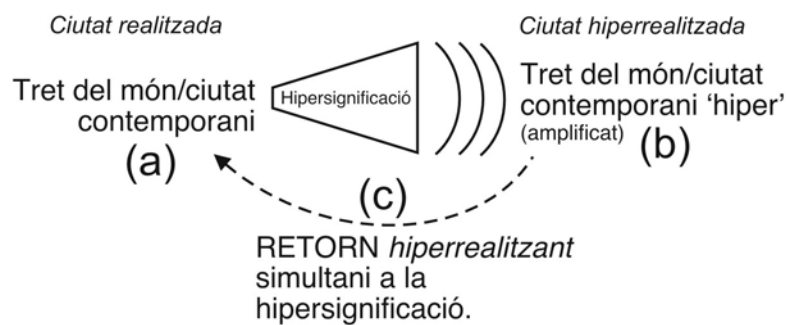 Ciutat realitzada
Ciutat hiperrealitzada
Tret del món/ciutat
contemporani
(a)
Hipersignificació
Tret del món/ciutat
contemporani ‘hiper’
(amplificat) (b)
(c)
RETORN hiperrealitzant
simultani a la
hipersignificació.